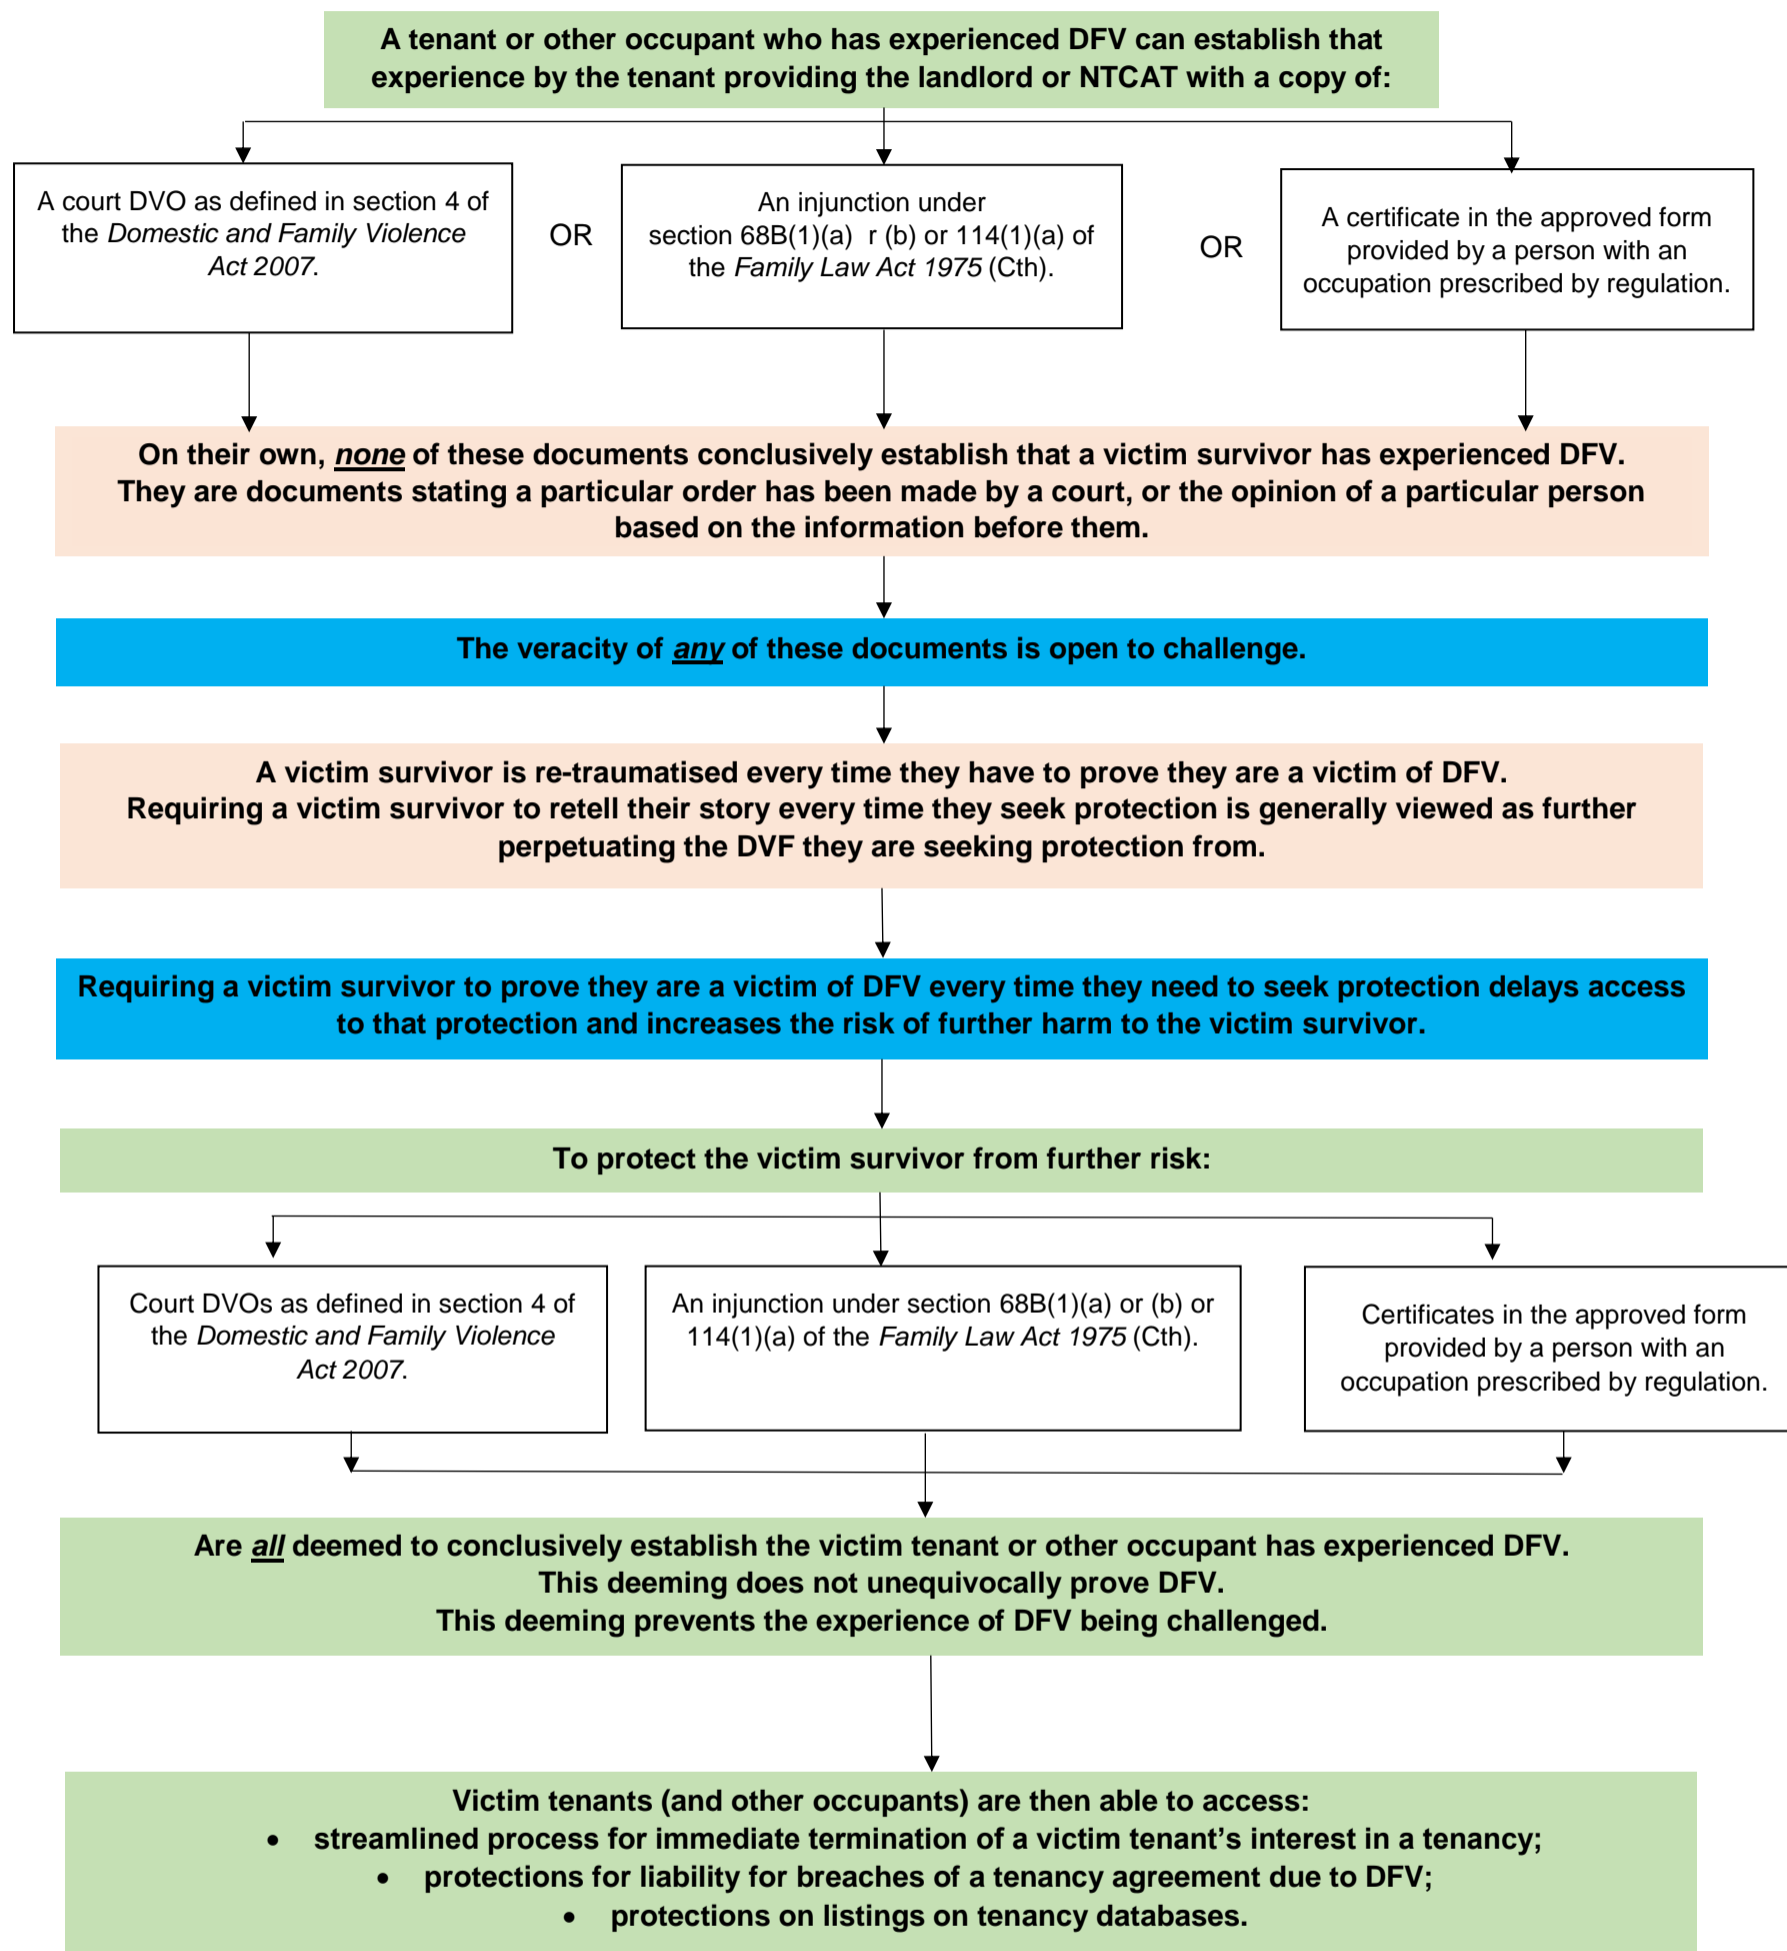 A tenant or other occupant who has experienced DFV can establish that
experience by the tenant providing the landlord or NTCAT with a copy of:
A court DVO as defined in section 4 of
the Domestic and Family Violence
Act 2007.
OR
An injunction under
section 68B(1)(a)  r (b) or 114(1)(a) of
the Family Law Act 1975 (Cth).
OR
A certificate in the approved form
provided by a person with an
occupation prescribed by regulation.
On their own, none of these documents conclusively establish that a victim survivor has experienced DFV.
They are documents stating a particular order has been made by a court, or the opinion of a particular person
based on the information before them.
The veracity of any of these documents is open to challenge.
A victim survivor is re-traumatised every time they have to prove they are a victim of DFV.
Requiring a victim survivor to retell their story every time they seek protection is generally viewed as further
perpetuating the DVF they are seeking protection from.
Requiring a victim survivor to prove they are a victim of DFV every time they need to seek protection delays access
to that protection and increases the risk of further harm to the victim survivor.
To protect the victim survivor from further risk:
Court DVOs as defined in section 4 of
the Domestic and Family Violence
Act 2007.
An injunction under section 68B(1)(a) or (b) or
114(1)(a) of the Family Law Act 1975 (Cth).
Certificates in the approved form
provided by a person with an
occupation prescribed by regulation.
Are all deemed to conclusively establish the victim tenant or other occupant has experienced DFV.
This deeming does not unequivocally prove DFV.
This deeming prevents the experience of DFV being challenged.
Victim tenants (and other occupants) are then able to access:
• streamlined process for immediate termination of a victim tenant’s interest in a tenancy;
• protections for liability for breaches of a tenancy agreement due to DFV;
• protections on listings on tenancy databases.